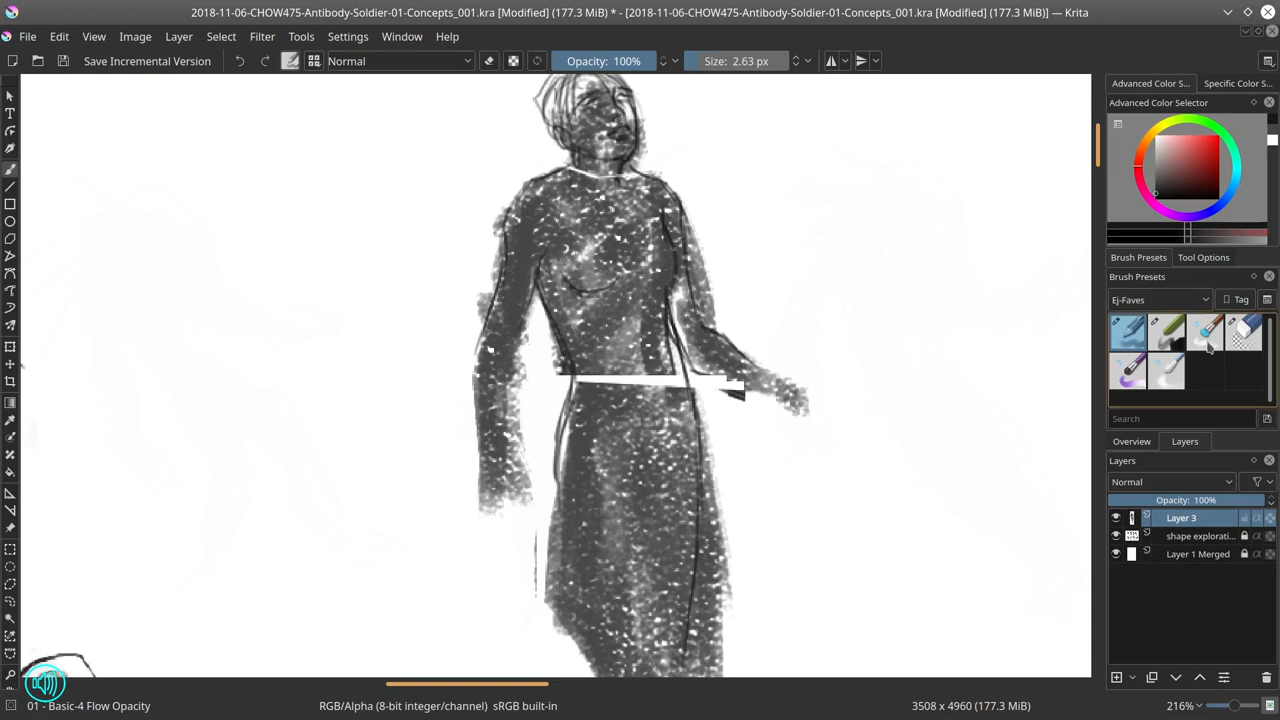 2018-11-06-CHOW475-Antibody-Soldier-01-Concepts_001.kra [Modified] (177.3 MiB) * - [2018-11-06-CHOW475-Antibody-Soldier-01-Concepts_001.kra [Modified] (177.3 MiB)] — Krita
File Edit View Image Layer Select Filter Tools Settings Window Help
Save Incremental Version Normal Opacity: 100% Size: 2.63 px
Advanced Color S... Specific Color S...
Advanced Color Selector
Brush Presets Tool Options
Brush Presets
Ej-Faves Tag
Search
Overview Layers
Layers
Normal
Opacity: 100%
Layer 3
shape explorati...
Layer 1 Merged
01 - Basic-4 Flow Opacity RGB/Alpha (8-bit integer/channel) sRGB built-in 3508 x 4960 (177.3 MiB) 216%